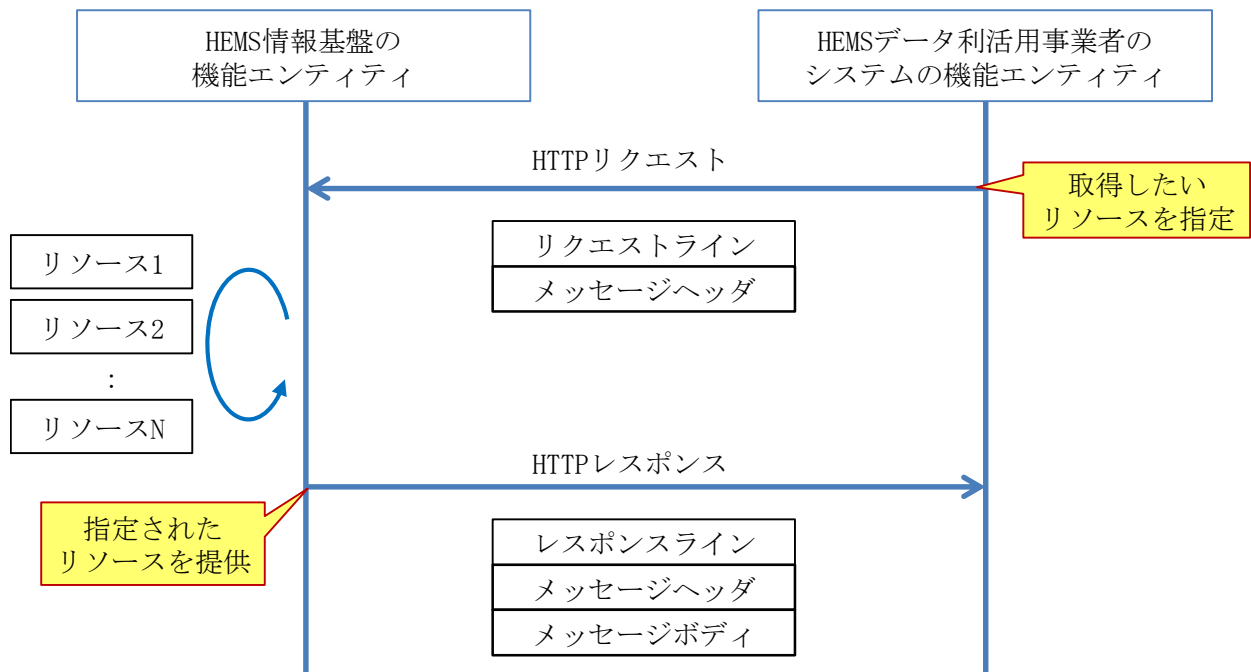 HEMS情報基盤の
機能エンティティ
HEMSデータ利活用事業者の
システムの機能エンティティ
HTTPリクエスト
取得したい
リソースを指定
リクエストライン
メッセージヘッダ
リソース1
リソース2
:
リソースN
HTTPレスポンス
指定された
リソースを提供
レスポンスライン
メッセージヘッダ
メッセージボディ